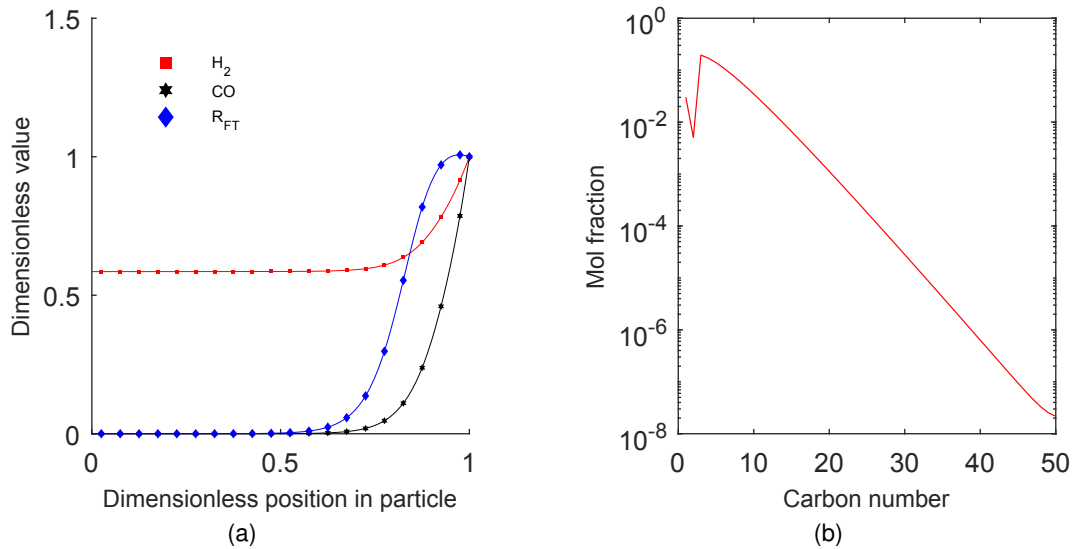 1.5
1
0.5
0
Dimensionless value
H2
CO
RFT
0
0.5
1
Dimensionless position in particle
(a)
10^0
10^-2
10^-4
10^-6
10^-8
Mol fraction
0
10
20
30
40
50
Carbon number
(b)